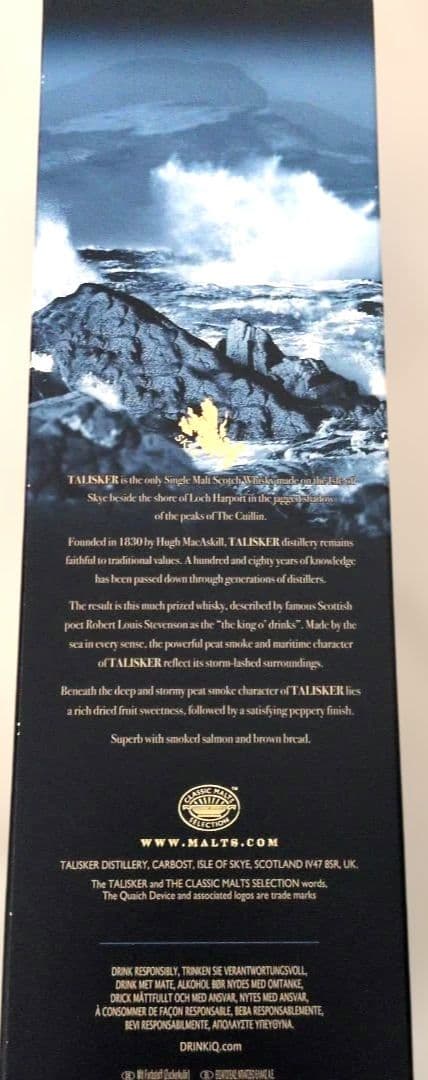 TALISKER is the only Single Malt Scotch Whisky made on the Isle of
Skye beside the shore of Loch Harport in the jagged shadow
of the peaks of The Cuillin.
Founded in 1830 by Hugh MacAskill, TALISKER distillery remains
faithful to traditional values. A hundred and eighty years of knowledge
has been passed down through generations of distillers.
The result is this much prized whisky, described by famous Scottish
poet Robert Louis Stevenson as the “the king o’ drinks”. Made by the
sea in every sense, the powerful peat smoke and maritime character
of TALISKER reflect its storm-lashed surroundings.
Beneath the deep and stormy peat smoke character of TALISKER lies
a rich dried fruit sweetness, followed by a satisfying peppery finish.
Superb with smoked salmon and brown bread.
CLASSIC MALTS ™
SELECTION
WWW.MALTS.COM
TALISKER DISTILLERY, CARBOST, ISLE OF SKYE, SCOTLAND IV47 8SR, UK.
The TALISKER and THE CLASSIC MALTS SELECTION words,
The Quaich Device and associated logos are trade marks
DRINK RESPONSIBLY, TRINKEN SIE VERANTWORTUNGSVOLL,
DRINK MET MATE, ALKOHOL BØR NYDES MED OMTANKE,
DRICK MÅTTFULLT OCH MED ANSVAR, NYTES MED ANSVAR,
À CONSOMMER DE FAÇON RESPONSABLE, BEBA RESPONSABLEMENTE,
BEVI RESPONSABILMENTE, ΑΠΟΛΑΥΣΤΕ ΥΠΕΥΘΥΝΑ.
DRINKiQ.com
DE Mit Farbstoff (Zuckerkulör)